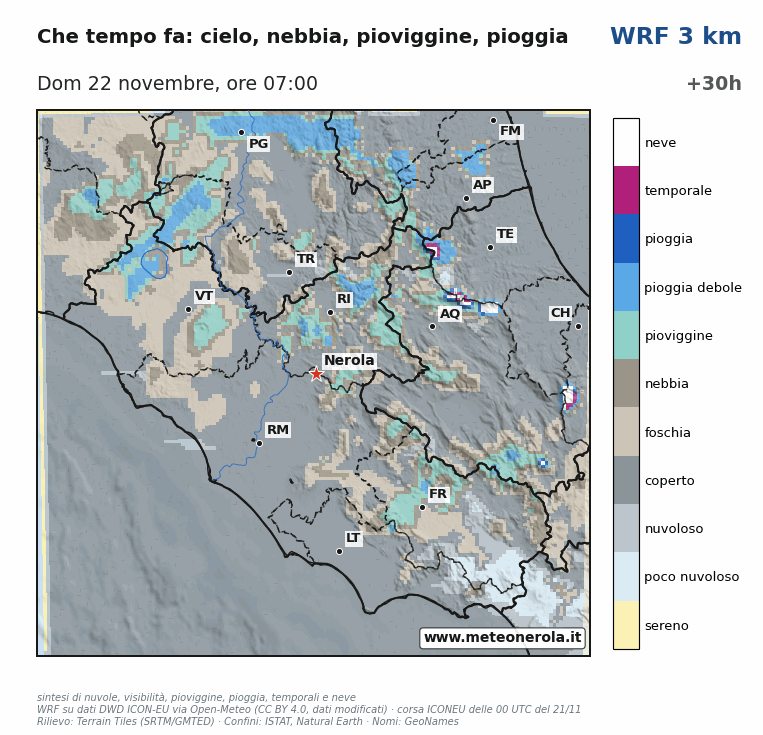 Che tempo fa: cielo, nebbia, pioviggine, pioggia
WRF 3 km
Dom 22 novembre, ore 07:00
+30h
FM
PG
AP
TE
TR
VT
RI
AQ
CH
Nerola
RM
FR
LT
www.meteonerola.it
neve
temporale
pioggia
pioggia debole
pioviggine
nebbia
foschia
coperto
nuvoloso
poco nuvoloso
sereno
sintesi di nuvole, visibilità, pioviggine, pioggia, temporali e neve
WRF su dati DWD ICON-EU via Open-Meteo (CC BY 4.0, dati modificati) · corsa ICONEU delle 00 UTC del 21/11
Rilievo: Terrain Tiles (SRTM/GMTED) · Confini: ISTAT, Natural Earth · Nomi: GeoNames